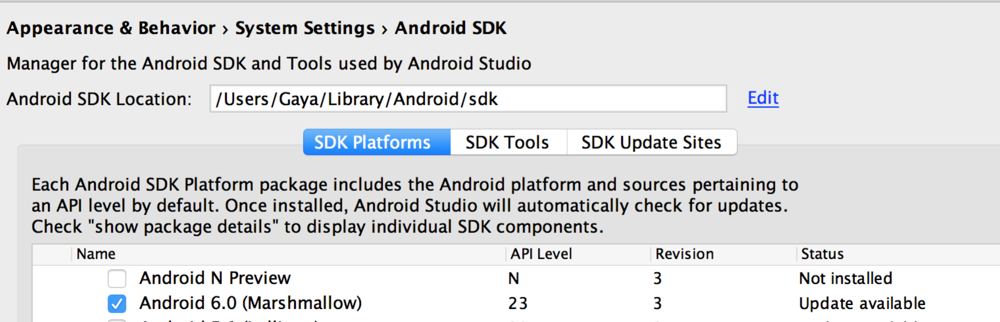 Appearance & Behavior › System Settings › Android SDK
Manager for the Android SDK and Tools used by Android Studio
Android SDK Location: /Users/Gaya/Library/Android/sdk Edit
SDK Platforms SDK Tools SDK Update Sites
Each Android SDK Platform package includes the Android platform and sources pertaining to
an API level by default. Once installed, Android Studio will automatically check for updates.
Check "show package details" to display individual SDK components.
Name API Level Revision Status
Android N Preview N 3 Not installed
Android 6.0 (Marshmallow) 23 3 Update available